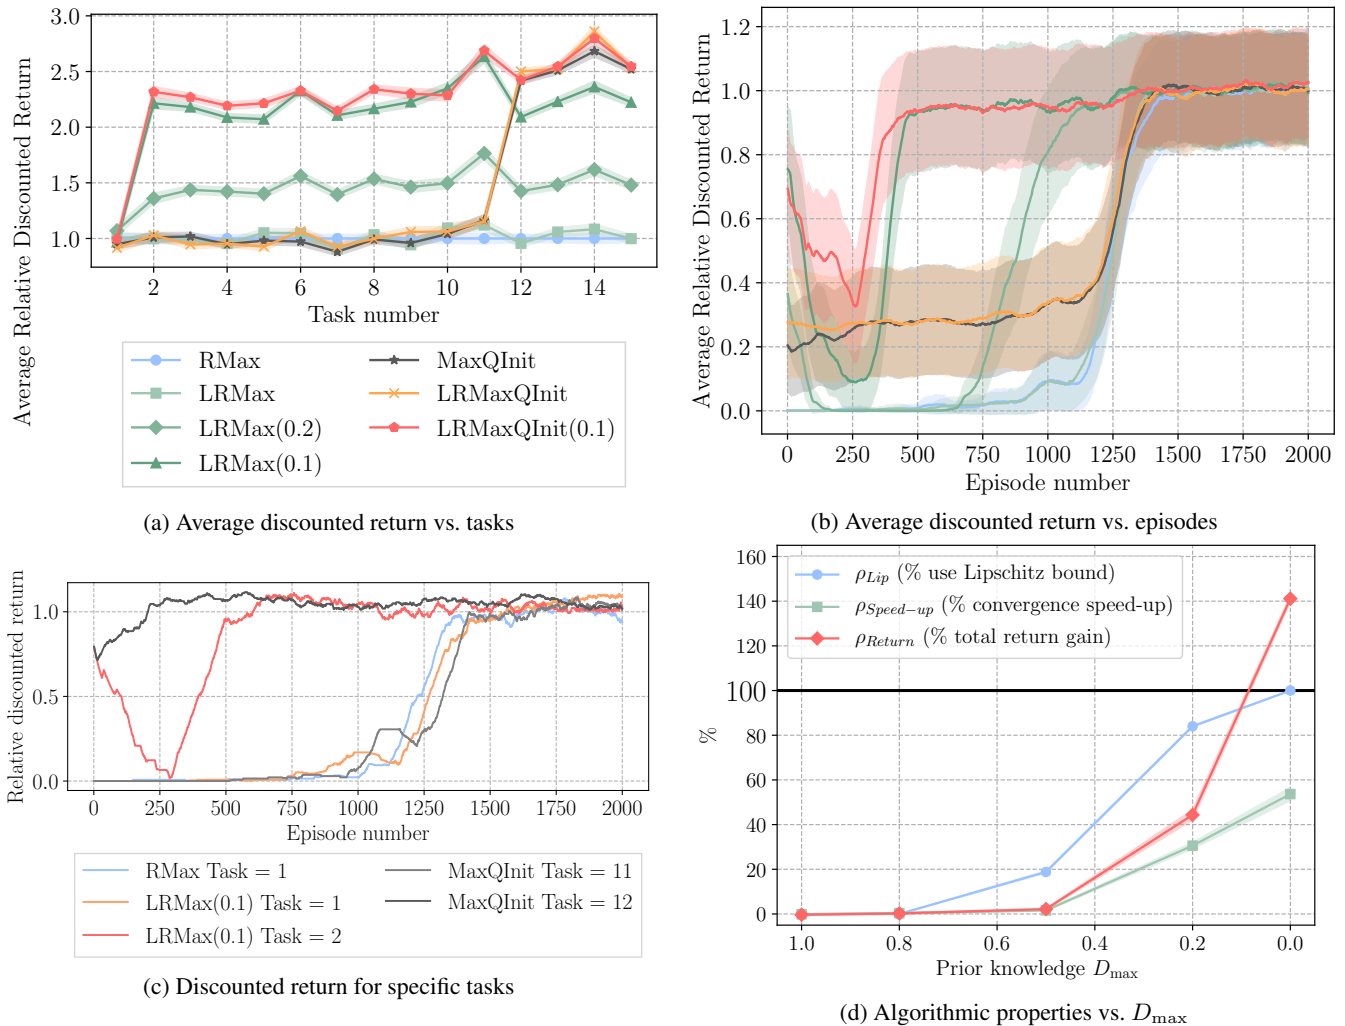 3.0
2.5
2.0
1.5
1.0
Average Relative Discounted Return
2 4 6 8 10 12 14
Task number
RMax
LRMax
LRMax(0.2)
LRMax(0.1)
MaxQInit
LRMaxQInit
LRMaxQInit(0.1)
(a) Average discounted return vs. tasks
1.2
1.0
0.8
0.6
0.4
0.2
0.0
Average Relative Discounted Return
0 250 500 750 1000 1250 1500 1750 2000
Episode number
(b) Average discounted return vs. episodes
1.0
0.5
0.0
Relative discounted return
0 250 500 750 1000 1250 1500 1750 2000
Episode number
RMax Task = 1
LRMax(0.1) Task = 1
LRMax(0.1) Task = 2
MaxQInit Task = 11
MaxQInit Task = 12
(c) Discounted return for specific tasks
160
140
120
100
80
60
40
20
0
%
ρLip (% use Lipschitz bound)
ρSpeed−up (% convergence speed-up)
ρReturn (% total return gain)
1.0 0.8 0.6 0.4 0.2 0.0
Prior knowledge Dmax
(d) Algorithmic properties vs. Dmax